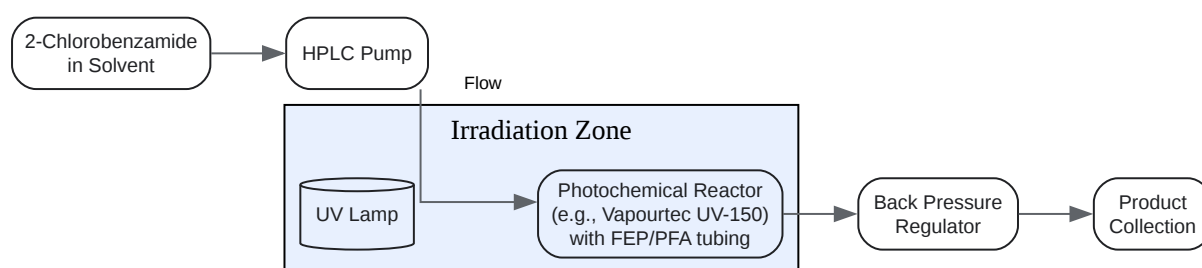 2-Chlorobenzamide
in Solvent
HPLC Pump
Flow
Irradiation Zone
UV Lamp
Photochemical Reactor
(e.g., Vapourtec UV-150)
with FEP/PFA tubing
Back Pressure
Regulator
Product
Collection